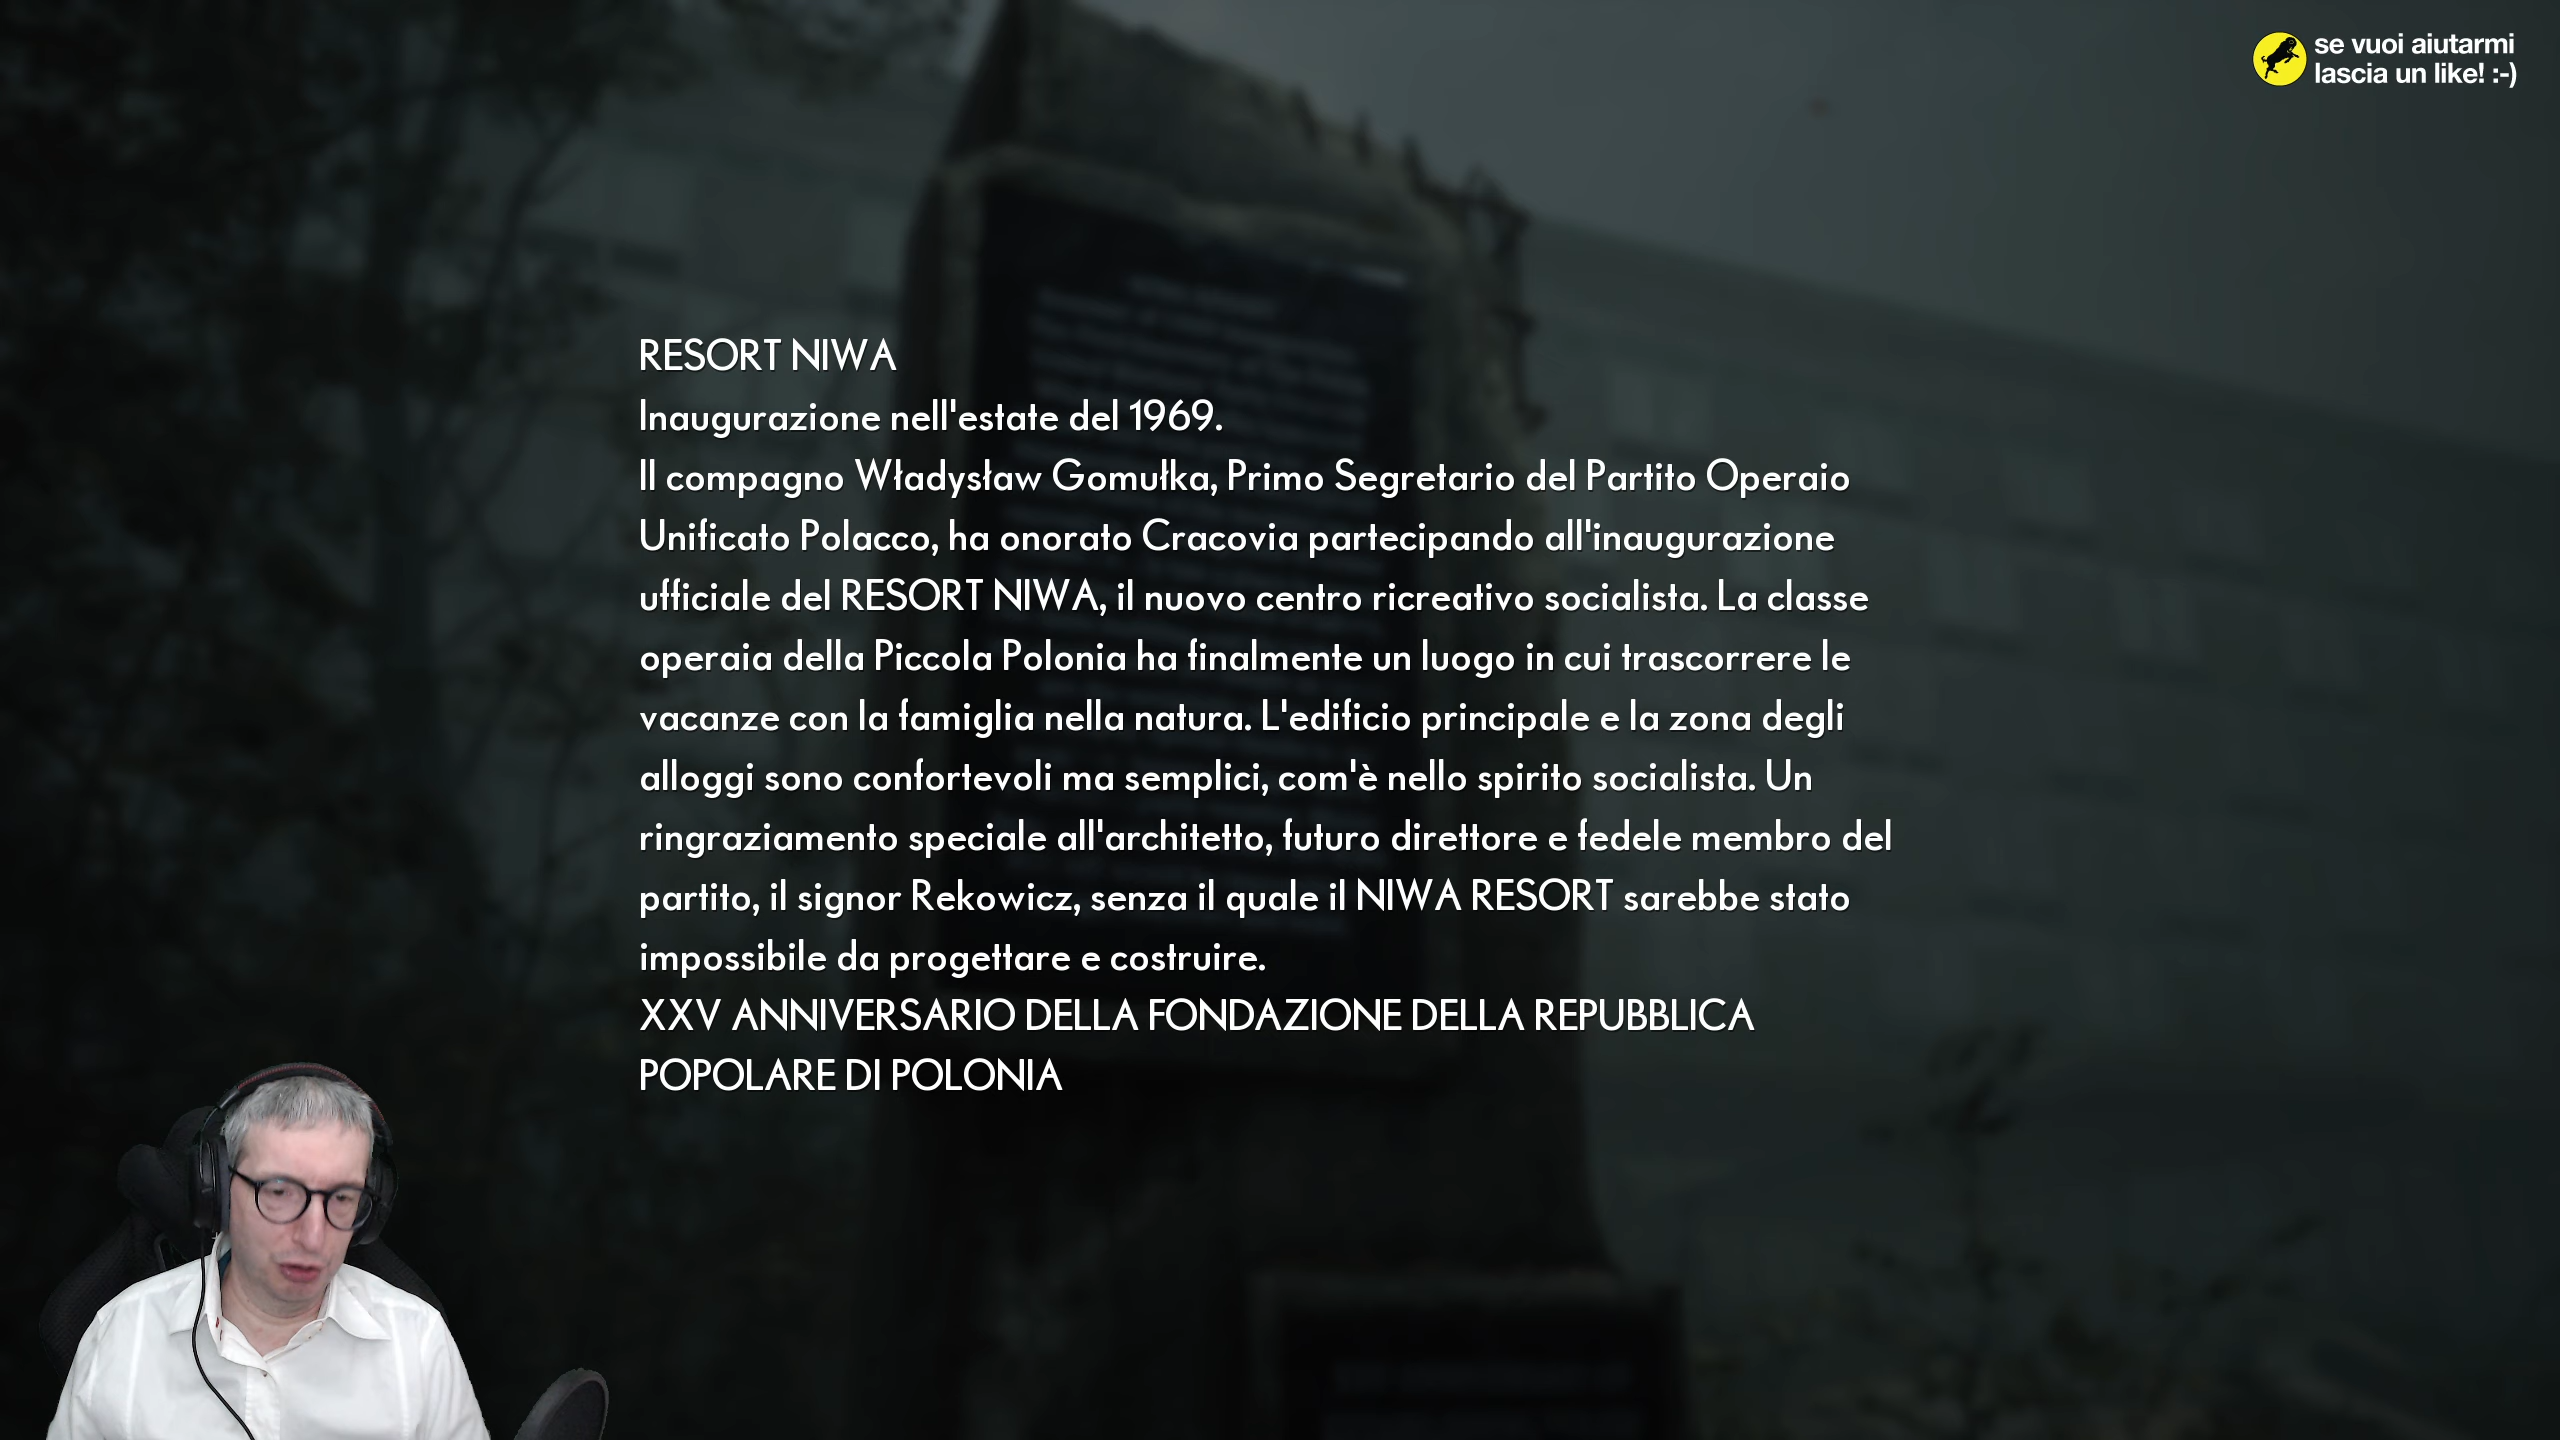 se vuoi aiutarmi
lascia un like! :-)
RESORT NIWA
Inaugurazione nell'estate del 1969.
Il compagno Władysław Gomułka, Primo Segretario del Partito Operaio
Unificato Polacco, ha onorato Cracovia partecipando all'inaugurazione
ufficiale del RESORT NIWA, il nuovo centro ricreativo socialista. La classe
operaia della Piccola Polonia ha finalmente un luogo in cui trascorrere le
vacanze con la famiglia nella natura. L'edificio principale e la zona degli
alloggi sono confortevoli ma semplici, com'è nello spirito socialista. Un
ringraziamento speciale all'architetto, futuro direttore e fedele membro del
partito, il signor Rekowicz, senza il quale il NIWA RESORT sarebbe stato
impossibile da progettare e costruire.
XXV ANNIVERSARIO DELLA FONDAZIONE DELLA REPUBBLICA
POPOLARE DI POLONIA